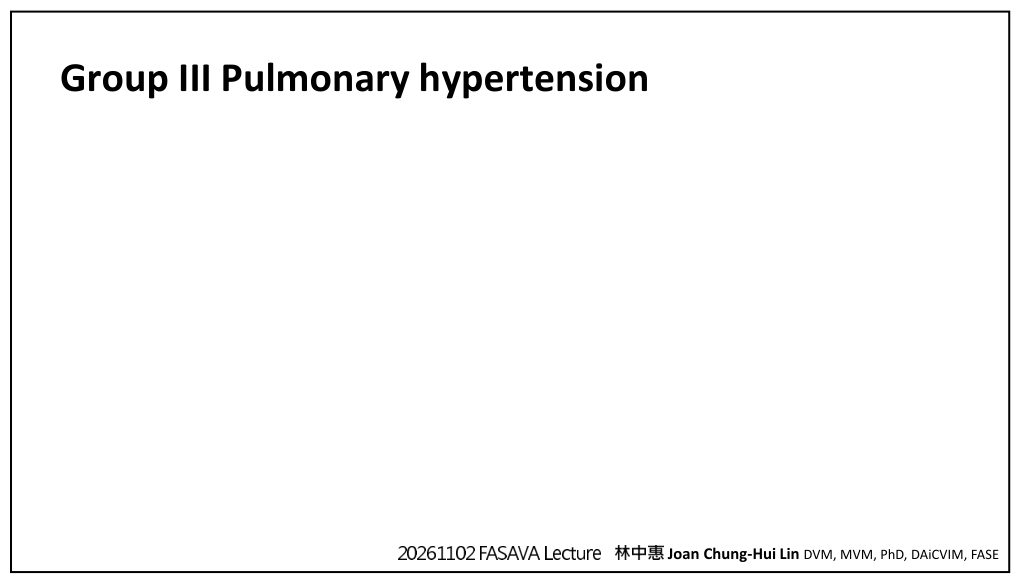 Group III Pulmonary hypertension
20261102 FASAVA Lecture 林中惠 Joan Chung-Hui Lin DVM, MVM, PhD, DAiCVIM, FASE